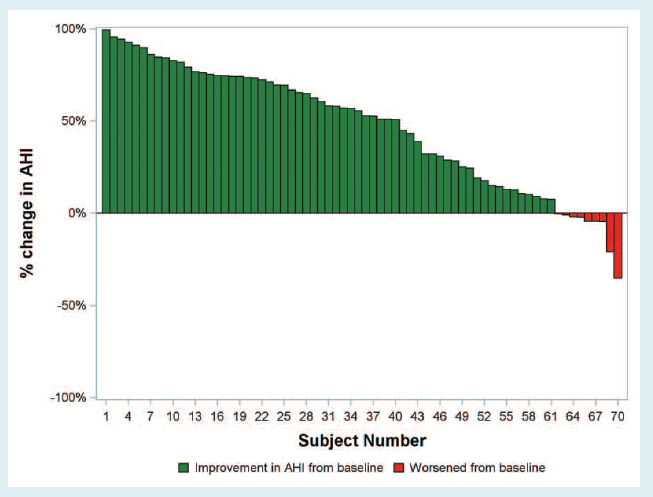 100%
50%
0%
-50%
-100%
% change in AHI
1 4 7 10 13 16 19 22 25 28 31 34 37 40 43 46 49 52 55 58 61 64 67 70
Subject Number
Improvement in AHI from baseline Worsened from baseline